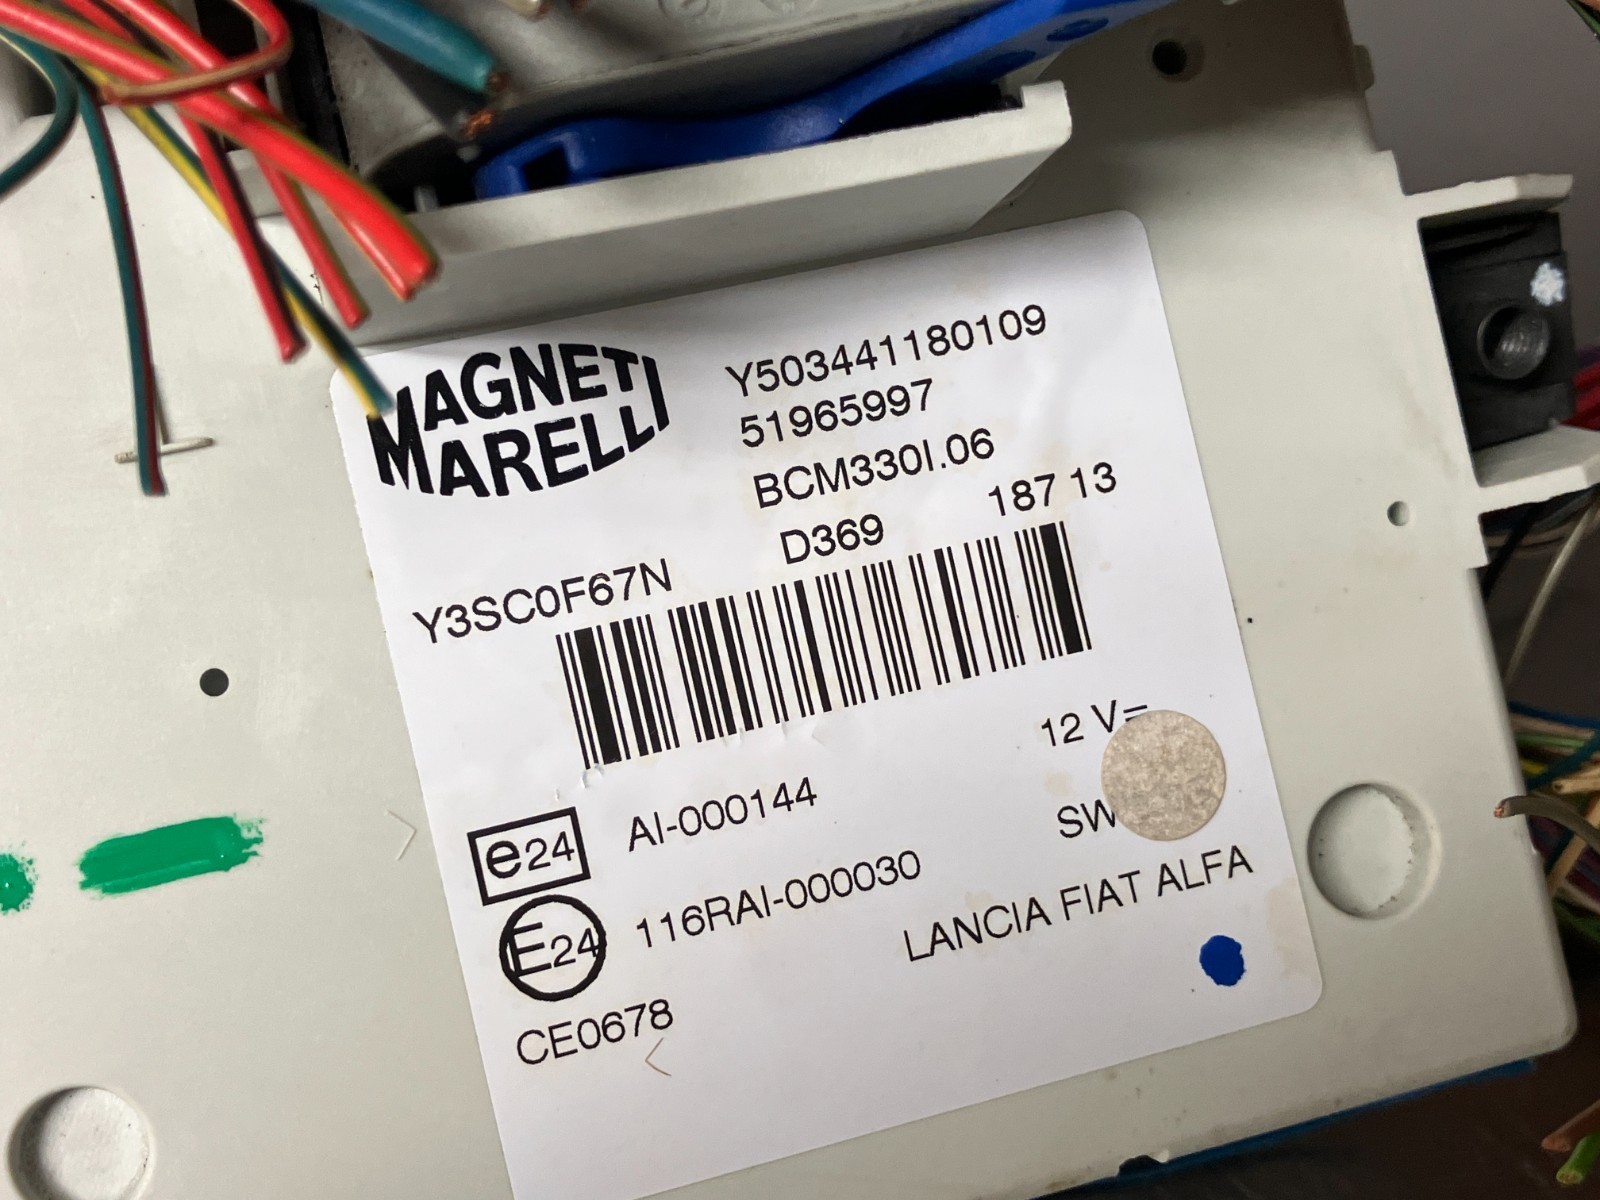 MAGNETI
MARELLI
Y503441180109
51965997
BCM330I.06
D369 187 13
Y3SC0F67N
12 V=
SW
e24 AI-000144
E24 116RAI-000030
LANCIA FIAT ALFA
CE0678